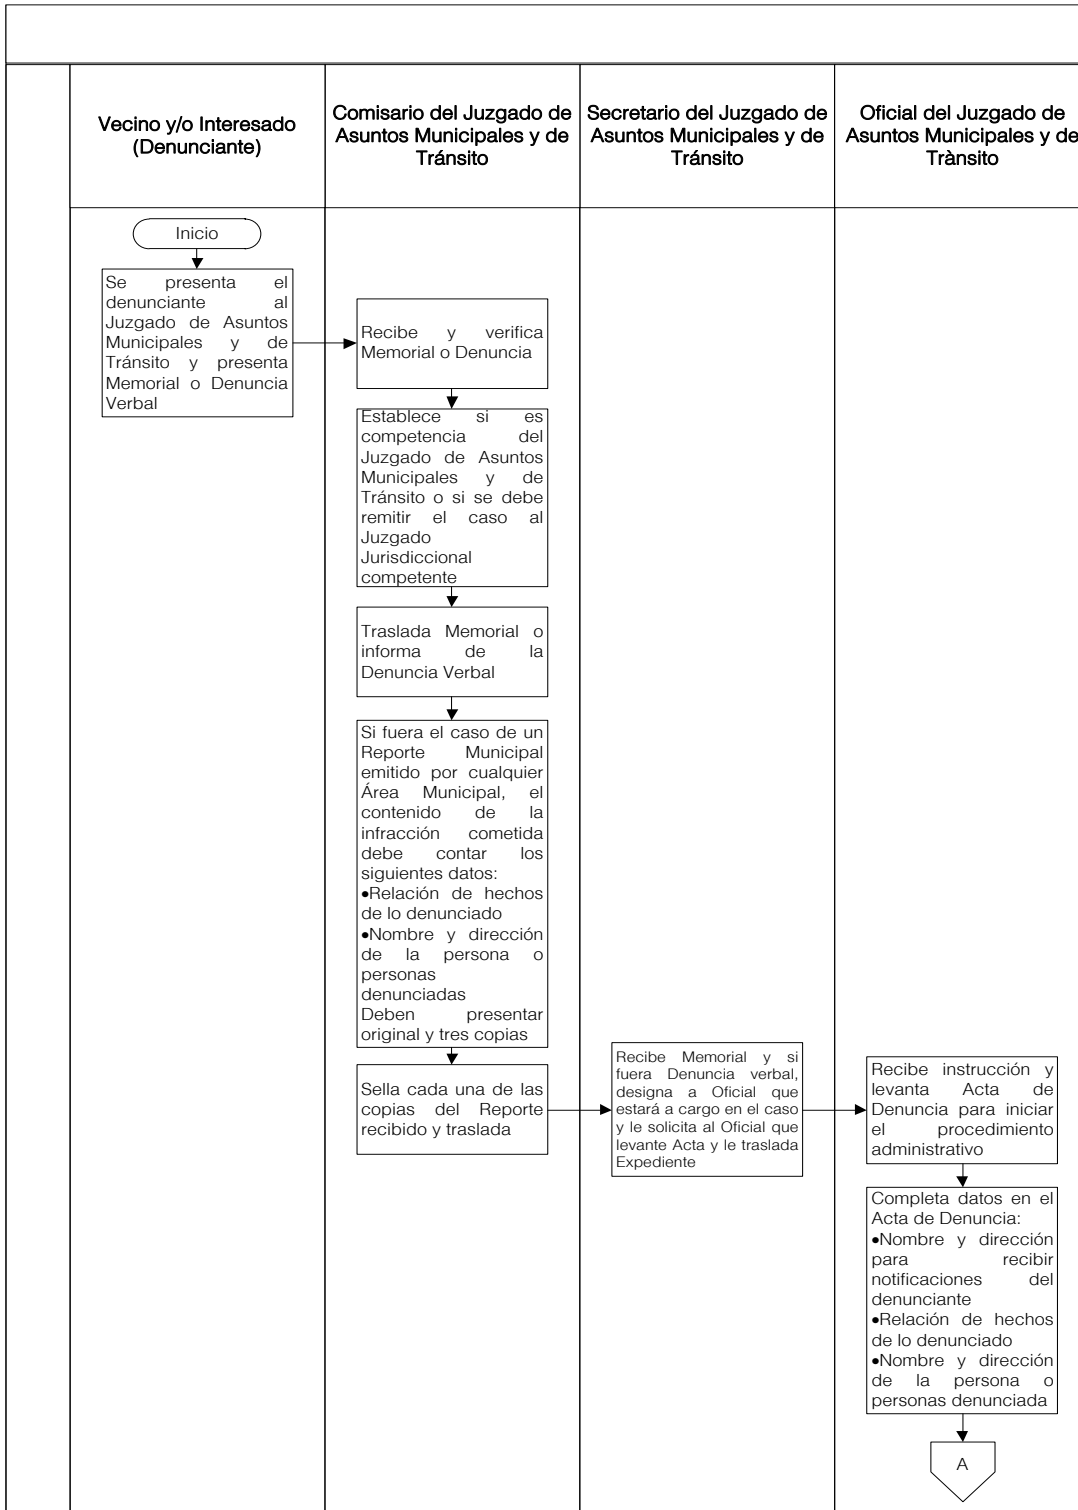 Vecino y/o Interesado
(Denunciante)
Comisario del Juzgado de
Asuntos Municipales y de
Tránsito
Secretario del Juzgado de
Asuntos Municipales y de
Tránsito
Oficial del Juzgado de
Asuntos Municipales y de
Trànsito
Inicio
Se presenta el
denunciante al
Juzgado de Asuntos
Municipales y de
Tránsito y presenta
Memorial o Denuncia
Verbal
Recibe y verifica
Memorial o Denuncia
Establece si es
competencia del
Juzgado de Asuntos
Municipales y de
Tránsito o si se debe
remitir el caso al
Juzgado
Jurisdiccional
competente
Traslada Memorial o
informa de la
Denuncia Verbal
Si fuera el caso de un
Reporte Municipal
emitido por cualquier
Área Municipal, el
contenido de la
infracción cometida
debe contar los
siguientes datos:
•Relación de hechos
de lo denunciado
•Nombre y dirección
de la persona o
personas
denunciadas
Deben presentar
original y tres copias
Sella cada una de las
copias del Reporte
recibido y traslada
Recibe Memorial y si
fuera Denuncia verbal,
designa a Oficial que
estará a cargo en el caso
y le solicita al Oficial que
levante Acta y le traslada
Expediente
Recibe instrucción y
levanta Acta de
Denuncia para iniciar
el procedimiento
administrativo
Completa datos en el
Acta de Denuncia:
•Nombre y dirección
para recibir
notificaciones del
denunciante
•Relación de hechos
de lo denunciado
•Nombre y dirección
de la persona o
personas denunciada
A